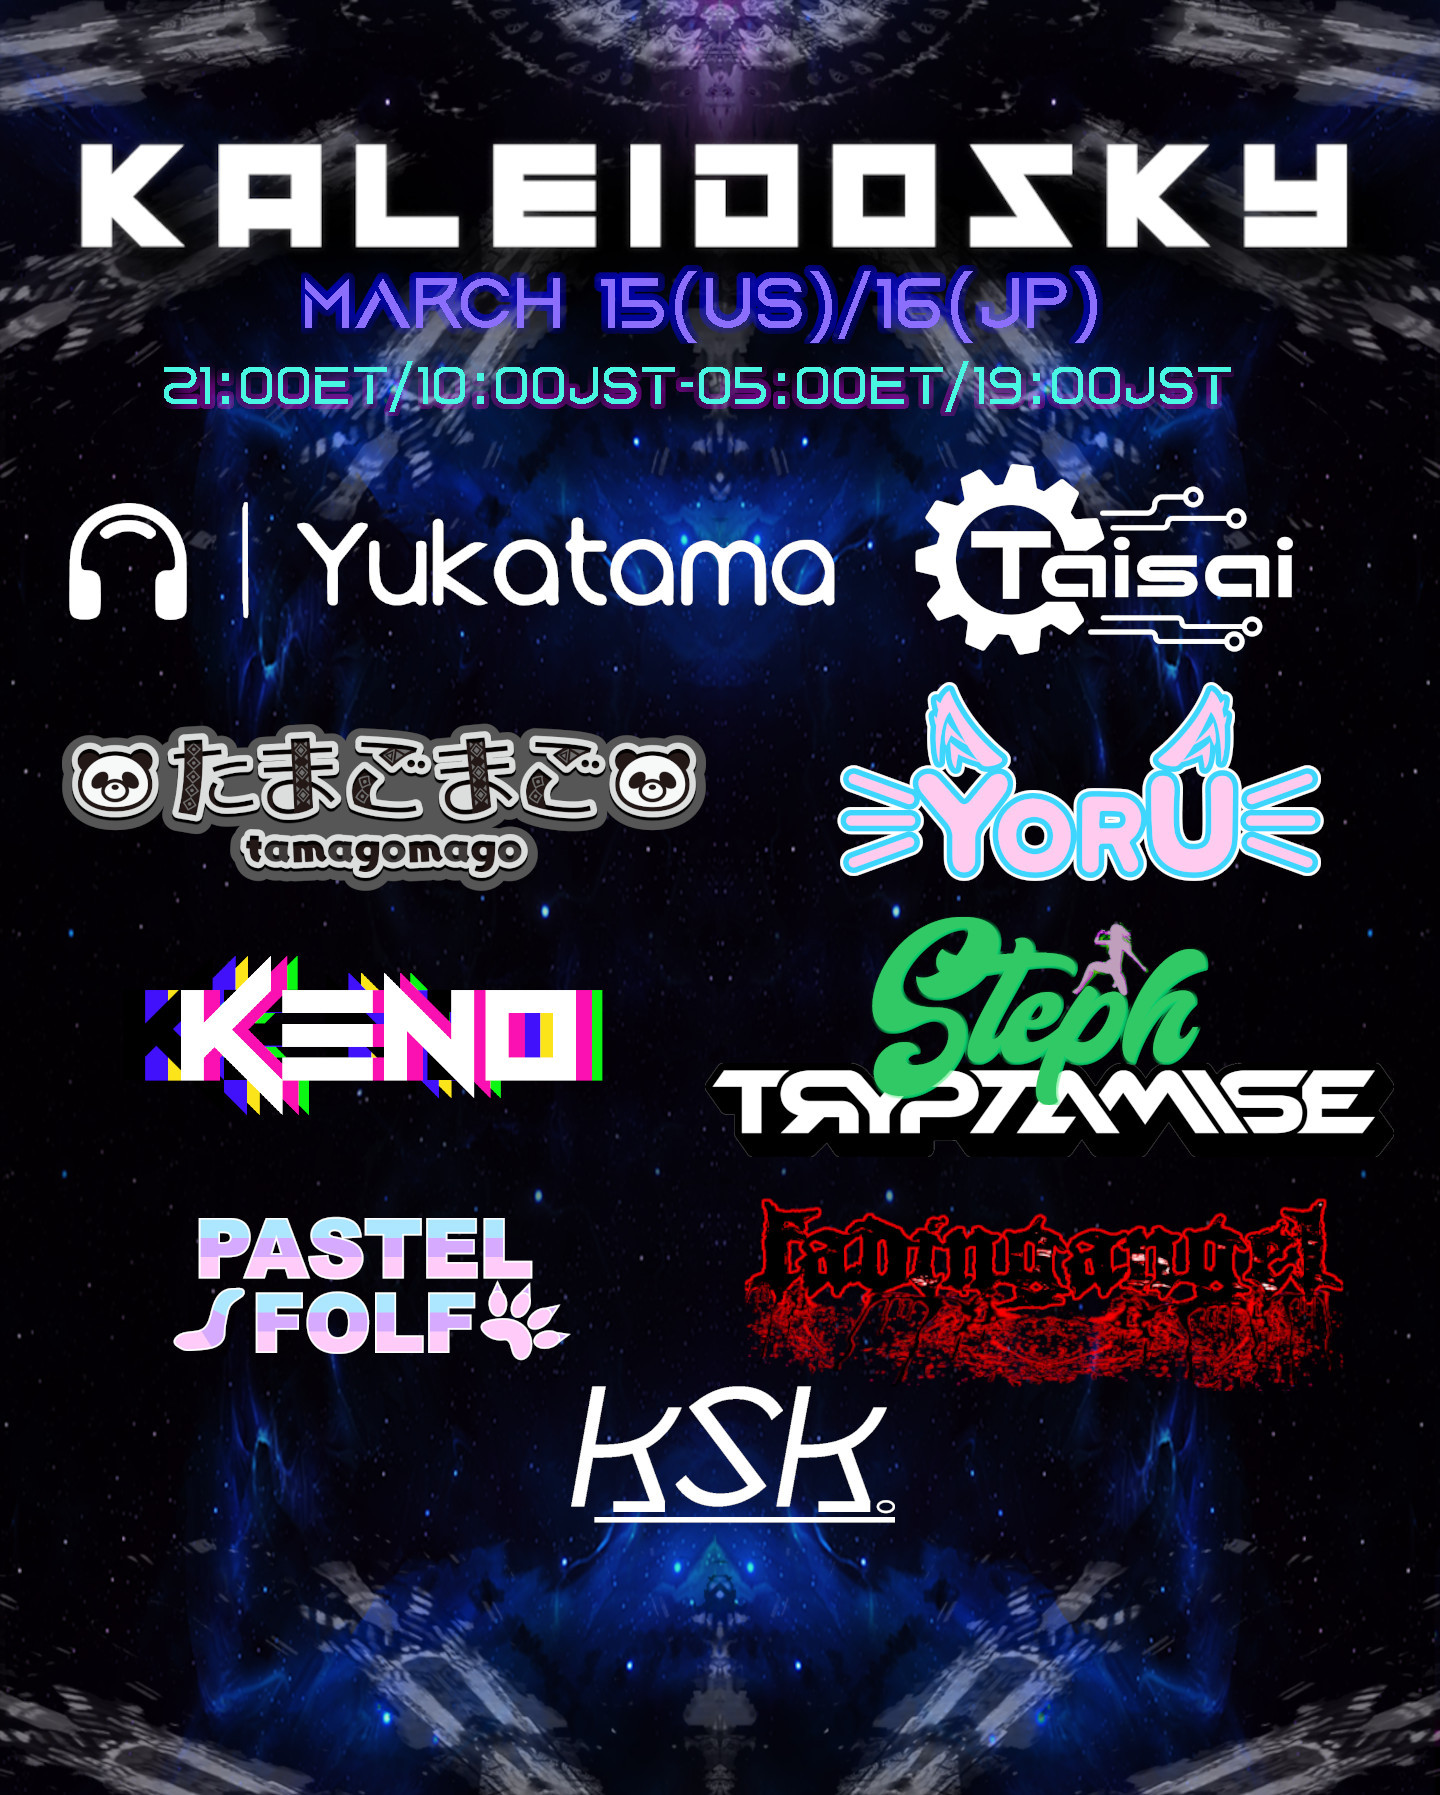 KALEIDOSKY
MARCH 15(US)/16(JP)
21:00ET/10:00JST-05:00ET/19:00JST
Yukatama
Taisai
たまごまご
tamagomago
YORU
KENO
Steph
TRYPTAMISE
PASTEL
FOLF
fadingangel
KSK.